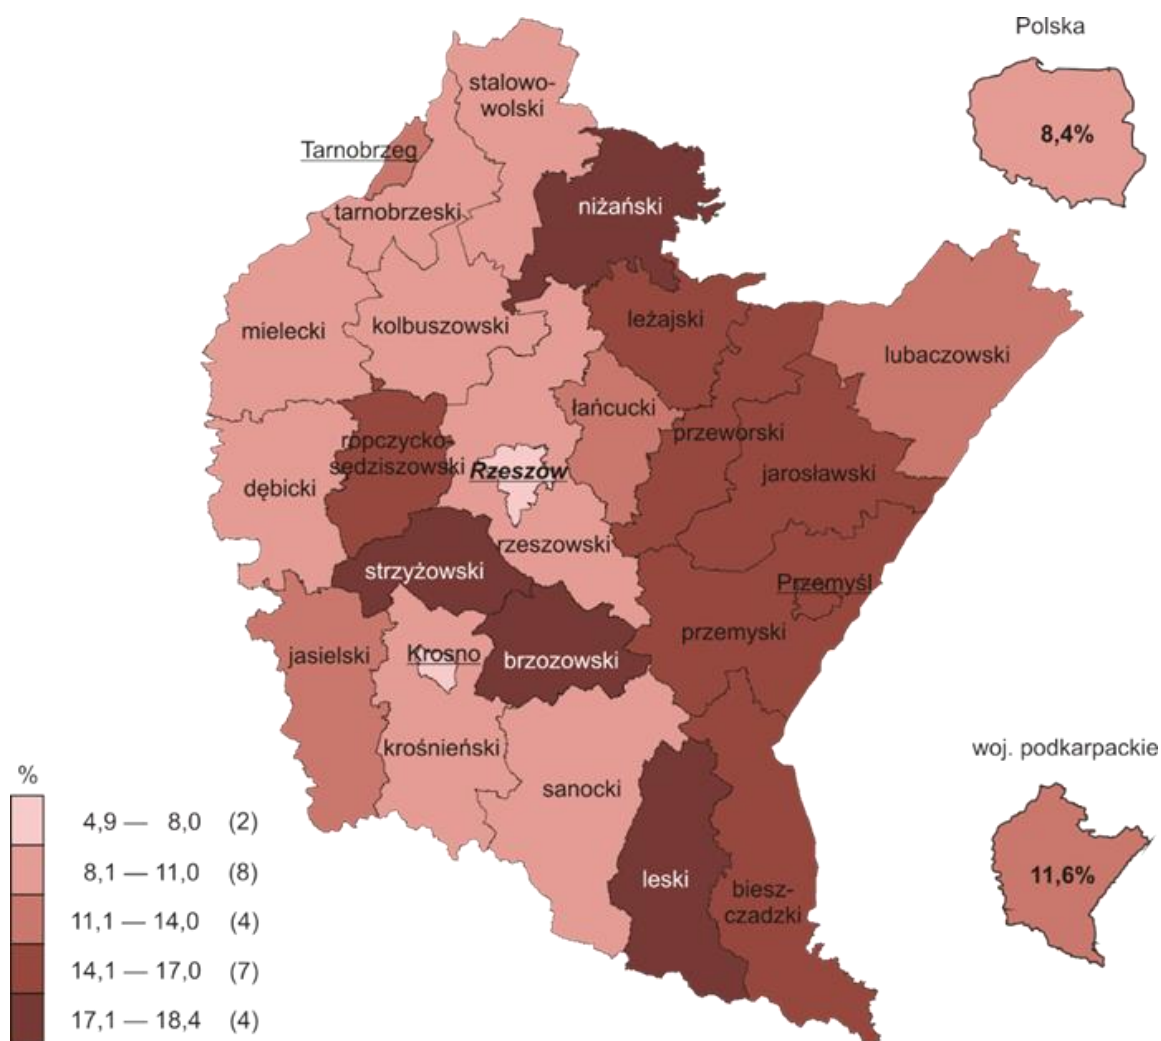 Polska
8,4%
stalowo-
wolski
Tarnobrzeg
tarnobrzeski
niżański
mielecki
kolbuszowski
leżajski
lubaczowski
łańcucki
ropczycko-
sędziszowski
przeworski
jarosławski
dębicki
Rzeszów
rzeszowski
strzyżowski
Przemyśl
przemyski
jasielski
Krosno
brzozowski
krośnieński
sanocki
leski
biesz-
czadzki
woj. podkarpackie
11,6%
%
4,9 — 8,0 (2)
8,1 — 11,0 (8)
11,1 — 14,0 (4)
14,1 — 17,0 (7)
17,1 — 18,4 (4)